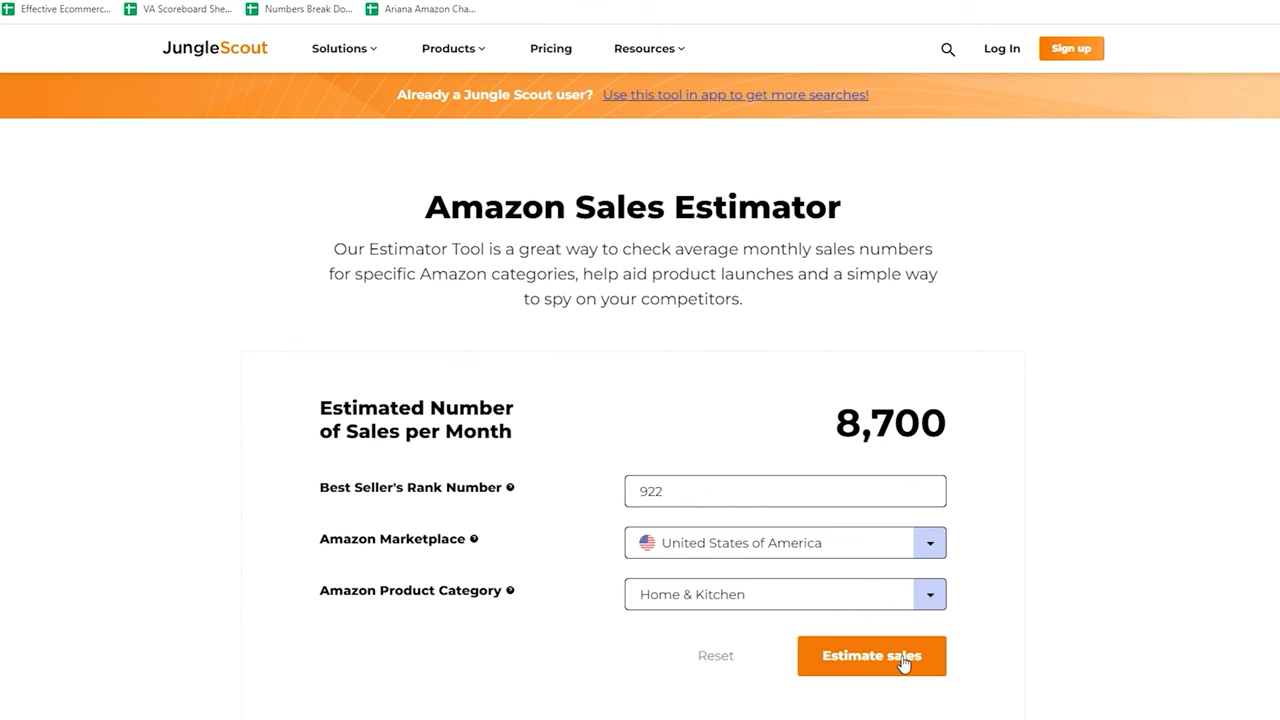 Effective Ecommerc... VA Scoreboard She... Numbers Break Do... Ariana Amazon Cha...
JungleScout Solutions Products Pricing Resources Log In Sign up
Already a Jungle Scout user? Use this tool in app to get more searches!
Amazon Sales Estimator
Our Estimator Tool is a great way to check average monthly sales numbers
for specific Amazon categories, help aid product launches and a simple way
to spy on your competitors.
Estimated Number
of Sales per Month
8,700
Best Seller's Rank Number ? 922
Amazon Marketplace ? United States of America
Amazon Product Category ? Home & Kitchen
Reset Estimate sales